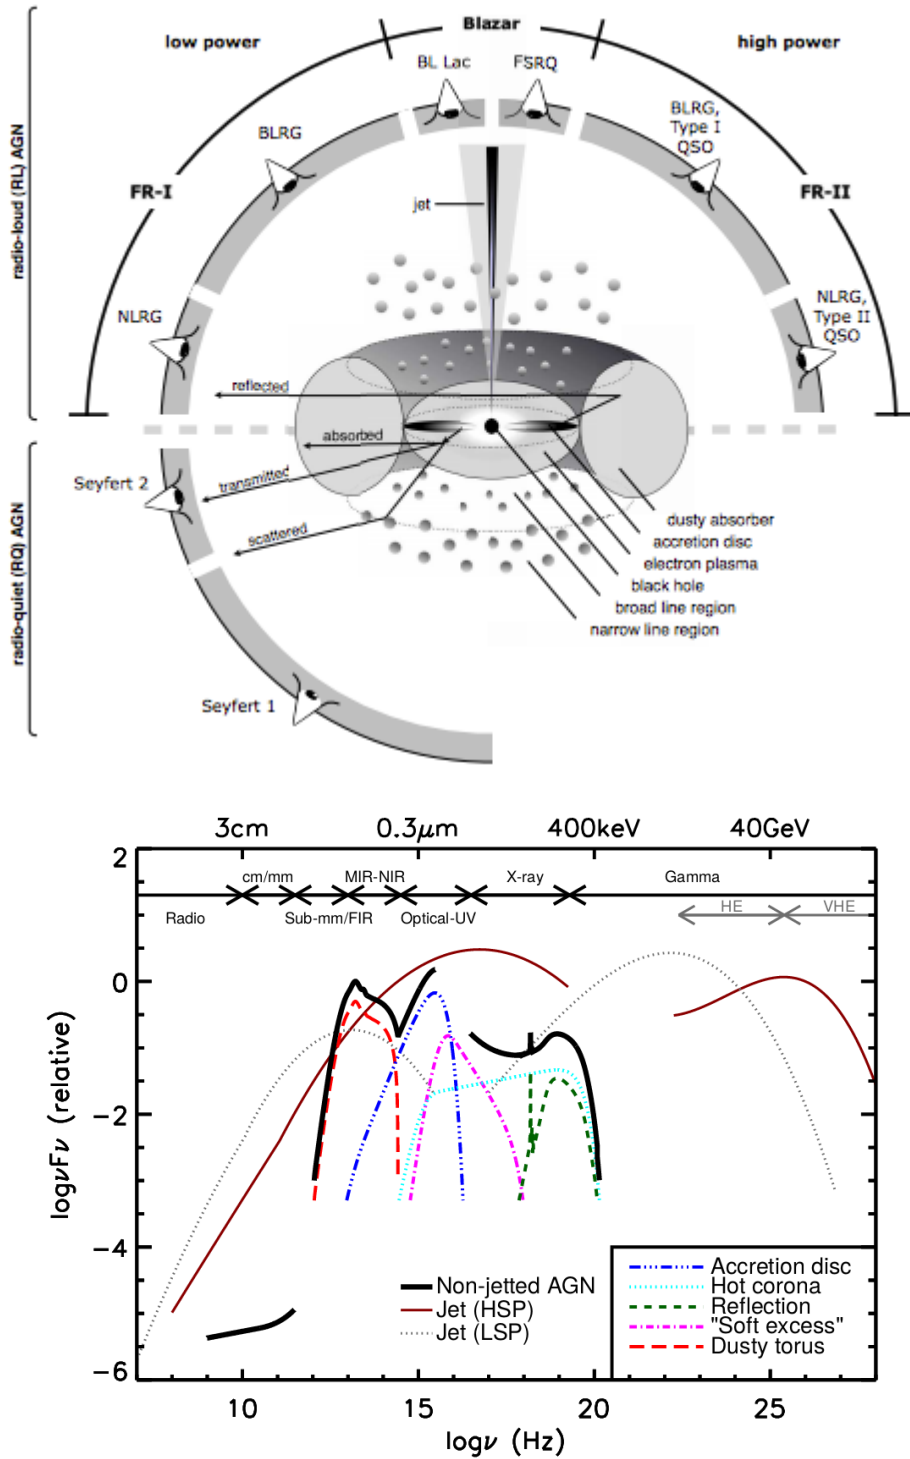 Blazar
low power
high power
BL Lac
FSRQ
BLRG
BLRG,
Type I
QSO
FR-I
FR-II
jet
NLRG
NLRG,
Type II
QSO
radio-loud (RL) AGN
reflected
absorbed
transmitted
scattered
Seyfert 2
dusty absorber
accretion disc
electron plasma
black hole
broad line region
narrow line region
radio-quiet (RQ) AGN
Seyfert 1
3cm
0.3μm
400keV
40GeV
cm/mm
MIR-NIR
X-ray
Gamma
Radio
Sub-mm/FIR
Optical-UV
HE
VHE
2
0
−2
−4
−6
logνFν (relative)
Non-jetted AGN
Jet (HSP)
Jet (LSP)
Accretion disc
Hot corona
Reflection
"Soft excess"
Dusty torus
10
15
20
25
logν (Hz)